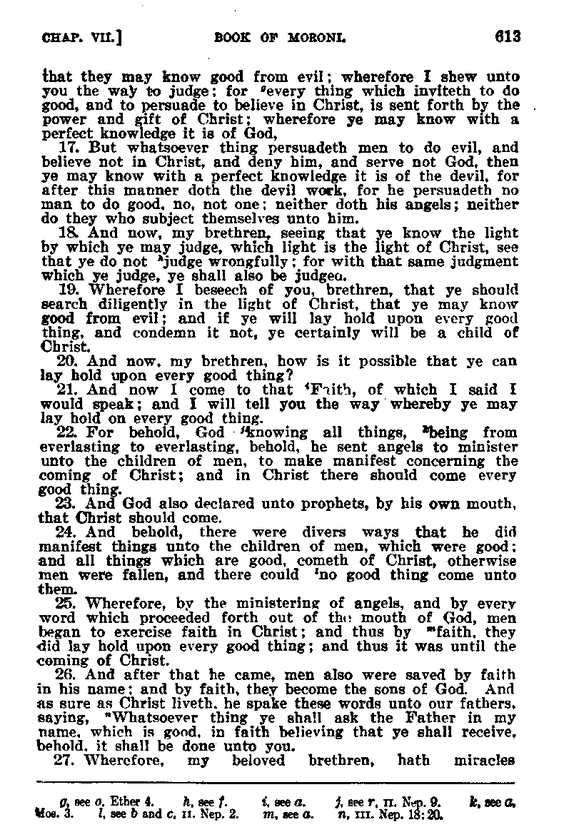 CHAP. VII.] BOOK OF MORONI. 613
that they may know good from evil; wherefore I shew unto
you the way to judge; for ᵍevery thing which inviteth to do
good, and to persuade to believe in Christ, is sent forth by the
power and gift of Christ; wherefore ye may know with a
perfect knowledge it is of God,
17. But whatsoever thing persuadeth men to do evil, and
believe not in Christ, and deny him, and serve not God, then
ye may know with a perfect knowledge it is of the devil, for
after this manner doth the devil work, for he persuadeth no
man to do good, no, not one; neither doth his angels; neither
do they who subject themselves unto him.
18. And now, my brethren, seeing that ye know the light
by which ye may judge, which light is the light of Christ, see
that ye do not ʰjudge wrongfully; for with that same judgment
which ye judge, ye shall also be judged.
19. Wherefore I beseech of you, brethren, that ye should
search diligently in the light of Christ, that ye may know
good from evil; and if ye will lay hold upon every good
thing, and condemn it not, ye certainly will be a child of
Christ.
20. And now, my brethren, how is it possible that ye can
lay hold upon every good thing?
21. And now I come to that ⁱFaith, of which I said I
would speak; and I will tell you the way whereby ye may
lay hold on every good thing.
22. For behold, God ʲknowing all things, ᵏbeing from
everlasting to everlasting, behold, he sent angels to minister
unto the children of men, to make manifest concerning the
coming of Christ; and in Christ there should come every
good thing.
23. And God also declared unto prophets, by his own mouth,
that Christ should come.
24. And behold, there were divers ways that he did
manifest things unto the children of men, which were good;
and all things which are good, cometh of Christ, otherwise
men were fallen, and there could ˡno good thing come unto
them.
25. Wherefore, by the ministering of angels, and by every
word which proceeded forth out of the mouth of God, men
began to exercise faith in Christ; and thus by ᵐfaith, they
did lay hold upon every good thing; and thus it was until the
coming of Christ.
26. And after that he came, men also were saved by faith
in his name; and by faith, they become the sons of God. And
as sure as Christ liveth, he spake these words unto our fathers,
saying, ⁿWhatsoever thing ye shall ask the Father in my
name, which is good, in faith believing that ye shall receive,
behold, it shall be done unto you.
27. Wherefore, my beloved brethren, hath miracles
g, see o, Ether 4. h, see f. i, see a. j, see r, II. Nep. 9. k, see a,
Mos. 3. l, see b and c, II. Nep. 2. m, see a. n, III. Nep. 18: 20.